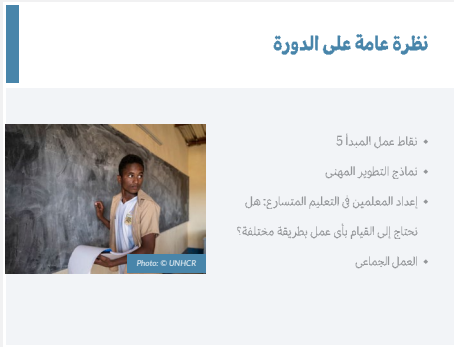 نظرة عامة على الدورة
• نقاط عمل المبدأ 5
• نماذج التطوير المهني
• إعداد المعلمين في التعليم المتسارع: هل
نحتاج إلى القيام بأي عمل بطريقة مختلفة؟
• العمل الجماعي
Photo: © UNHCR